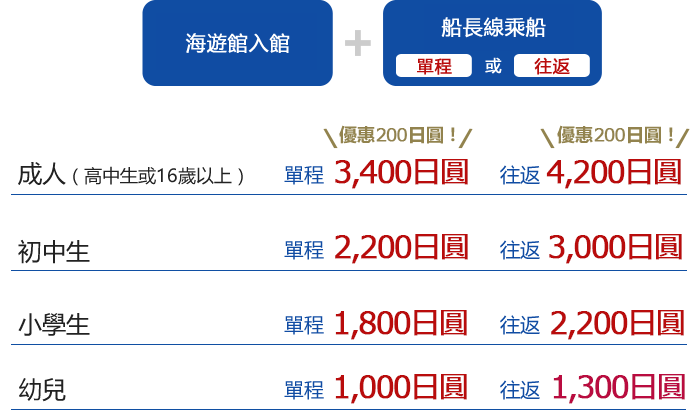 海遊館入館 + 船長線乘船
單程 或 往返
優惠200日圓！ 優惠200日圓！
成人（高中生或16歲以上） 單程 3,400日圓 往返 4,200日圓
初中生 單程 2,200日圓 往返 3,000日圓
小學生 單程 1,800日圓 往返 2,200日圓
幼兒 單程 1,000日圓 往返 1,300日圓